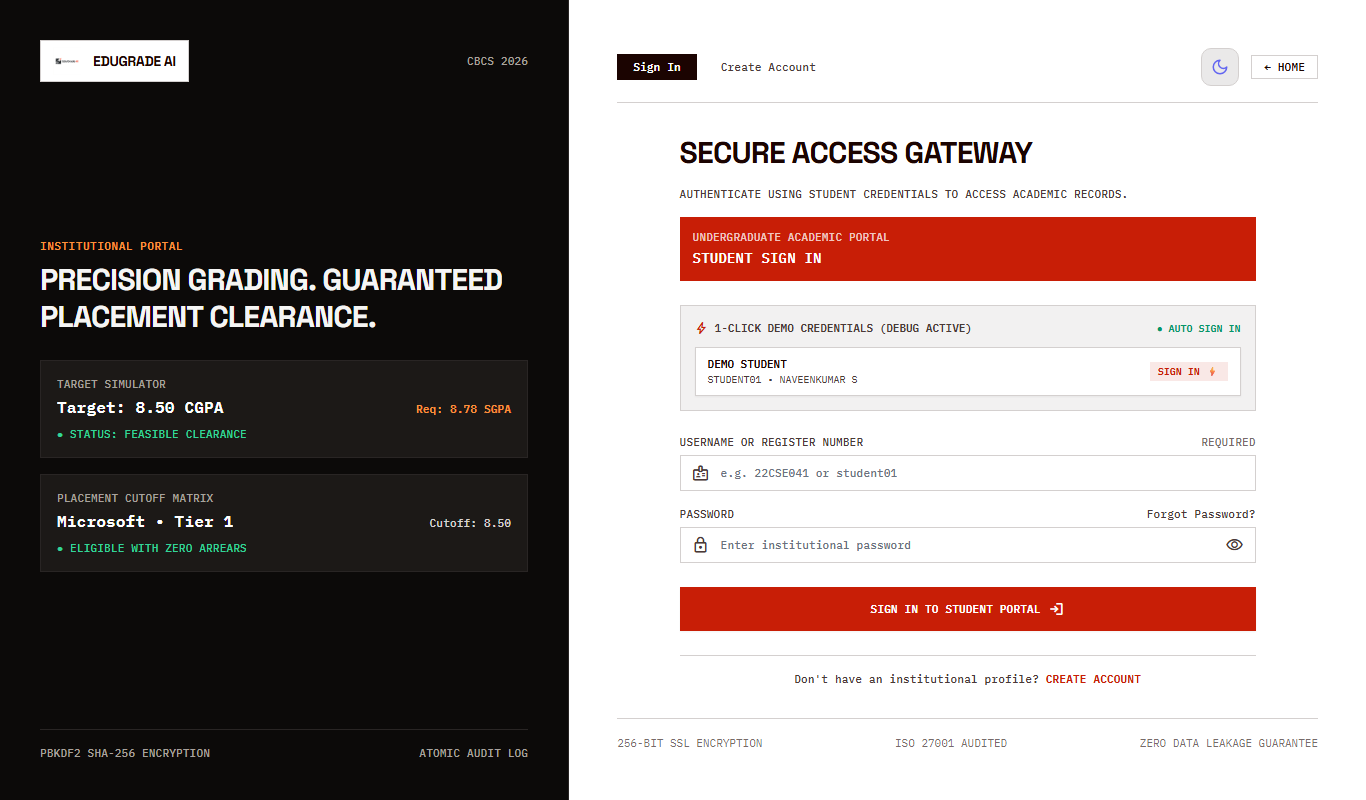 EDUGRADE AI
CBCS 2026
INSTITUTIONAL PORTAL
PRECISION GRADING. GUARANTEED
PLACEMENT CLEARANCE.
TARGET SIMULATOR
Target: 8.50 CGPA
Req: 8.78 SGPA
● STATUS: FEASIBLE CLEARANCE
PLACEMENT CUTOFF MATRIX
Microsoft • Tier 1
Cutoff: 8.50
● ELIGIBLE WITH ZERO ARREARS
PBKDF2 SHA-256 ENCRYPTION
ATOMIC AUDIT LOG
Sign In
Create Account
← HOME
SECURE ACCESS GATEWAY
AUTHENTICATE USING STUDENT CREDENTIALS TO ACCESS ACADEMIC RECORDS.
UNDERGRADUATE ACADEMIC PORTAL
STUDENT SIGN IN
1-CLICK DEMO CREDENTIALS (DEBUG ACTIVE)
● AUTO SIGN IN
DEMO STUDENT
STUDENT01 • NAVEENKUMAR S
SIGN IN
USERNAME OR REGISTER NUMBER
REQUIRED
e.g. 22CSE041 or student01
PASSWORD
Forgot Password?
Enter institutional password
SIGN IN TO STUDENT PORTAL
Don't have an institutional profile? CREATE ACCOUNT
256-BIT SSL ENCRYPTION
ISO 27001 AUDITED
ZERO DATA LEAKAGE GUARANTEE